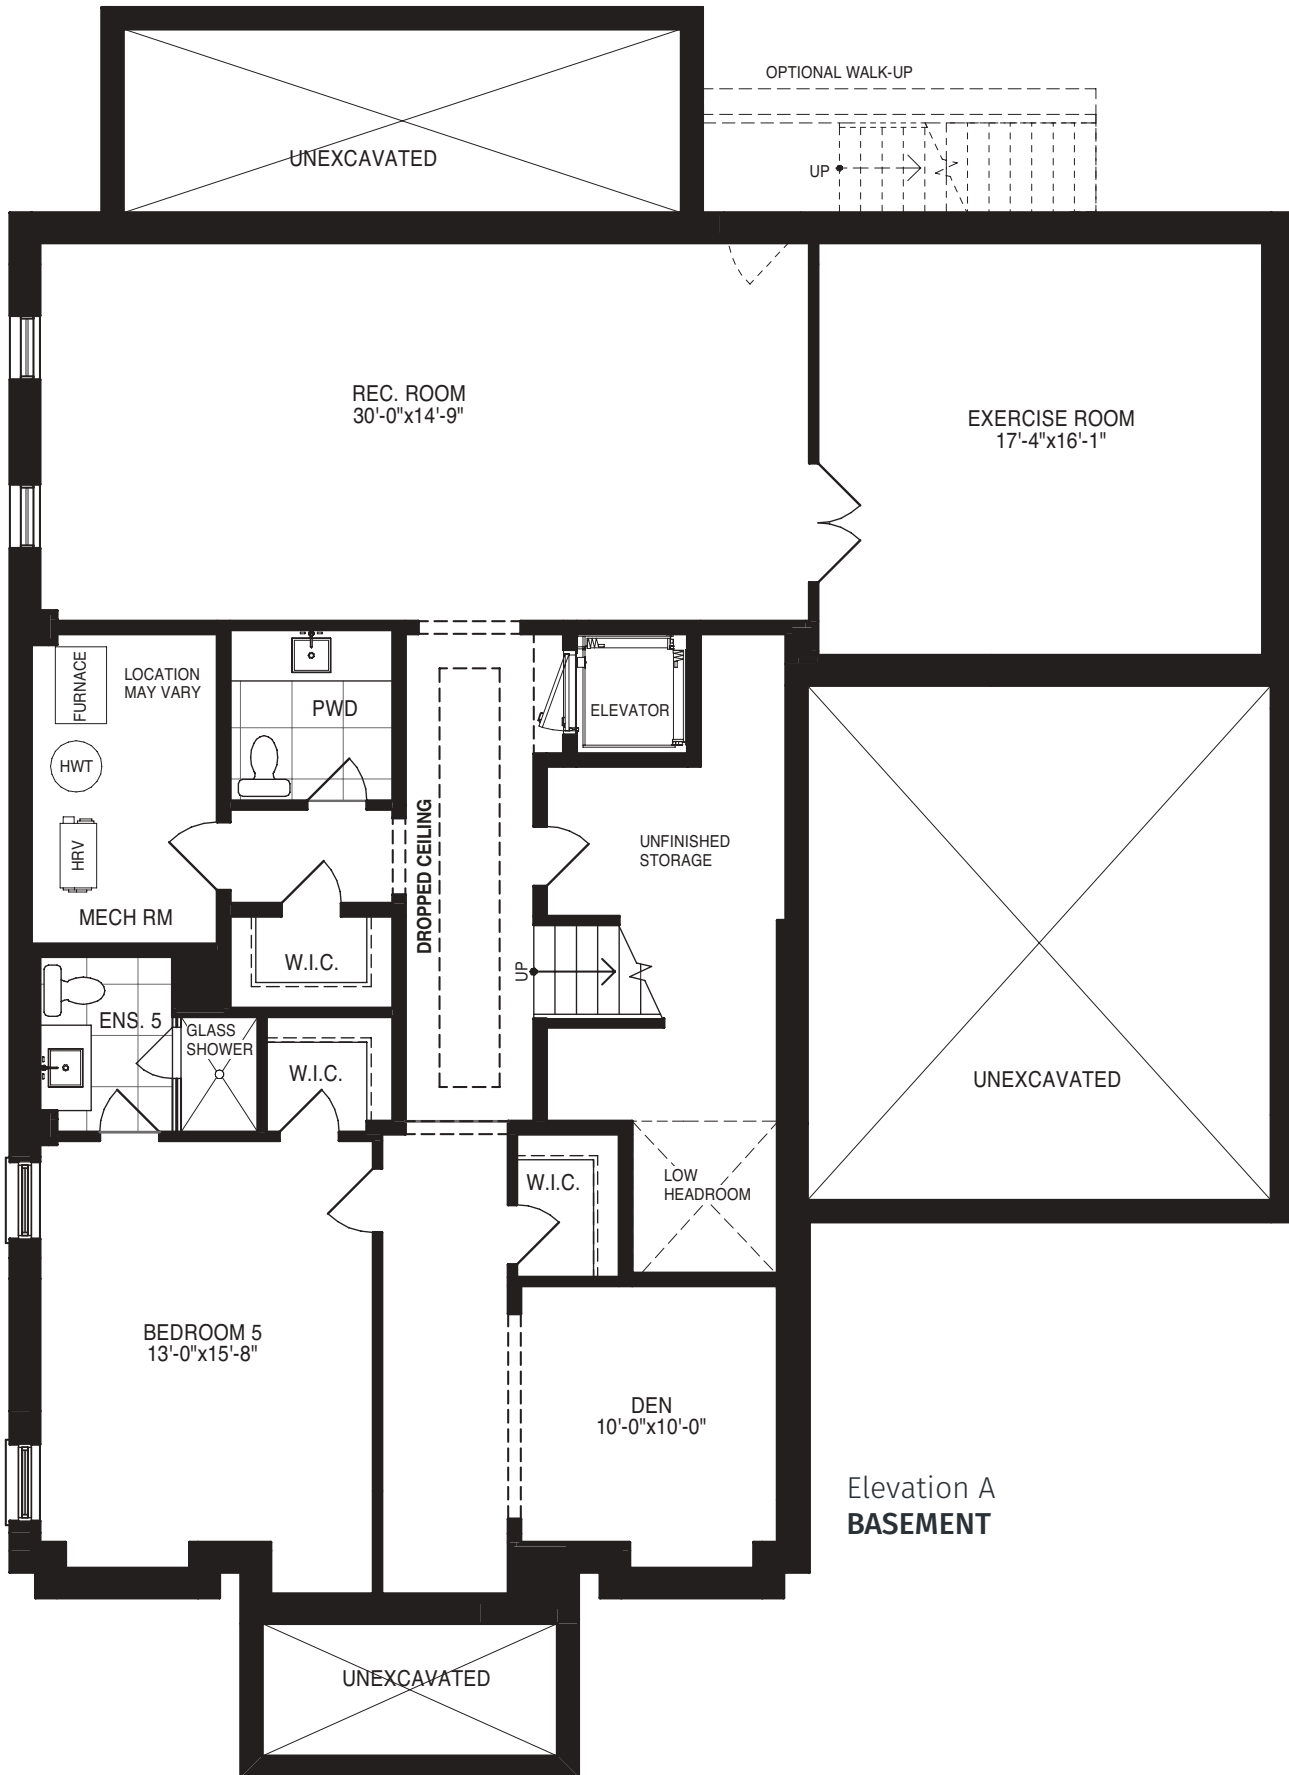 OPTIONAL WALK-UP
UNEXCAVATED
UP
REC. ROOM
30'-0"x14'-9"
EXERCISE ROOM
17'-4"x16'-1"
FURNACE
LOCATION
MAY VARY
PWD
ELEVATOR
HWT
DROPPED CEILING
HRV
UNFINISHED
STORAGE
MECH RM
W.I.C.
UP
ENS. 5
GLASS
SHOWER
W.I.C.
UNEXCAVATED
W.I.C.
LOW
HEADROOM
BEDROOM 5
13'-0"x15'-8"
DEN
10'-0"x10'-0"
Elevation A
BASEMENT
UNEXCAVATED